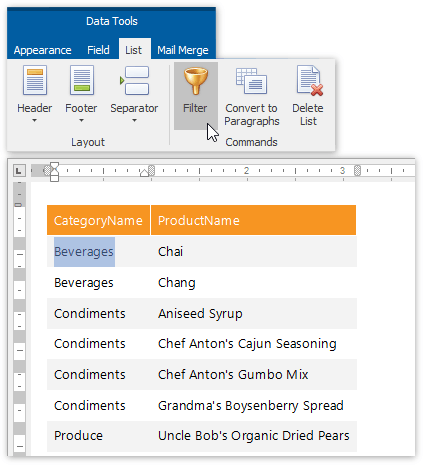 Data Tools
Appearance Field List Mail Merge
Header Footer Separator Filter Convert to Paragraphs Delete List
Layout Commands
L 1 2 3
CategoryName ProductName
Beverages Chai
Beverages Chang
Condiments Aniseed Syrup
Condiments Chef Anton's Cajun Seasoning
Condiments Chef Anton's Gumbo Mix
Condiments Grandma's Boysenberry Spread
Produce Uncle Bob's Organic Dried Pears